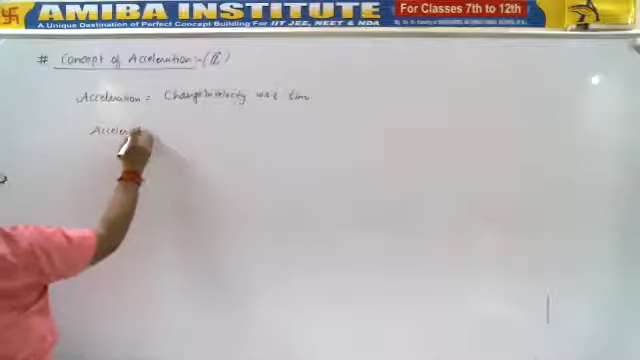 AMIBA INSTITUTE
For Classes 7th to 12th
A Unique Destination of Perfect Concept Building For IIT JEE, NEET & NDA
# Concept of Acceleration :- (a⃗)
Acceleration = Change in velocity w.r.t time
Accelerat